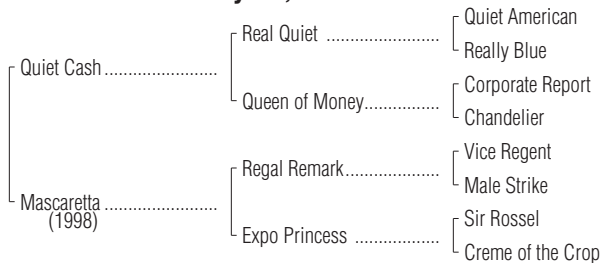 Quiet American
Real Quiet ........................
Really Blue
Quiet Cash ........................
Corporate Report
Queen of Money................
Chandelier
Vice Regent
Regal Remark....................
Male Strike
Mascaretta ........................
(1998)
Sir Rossel
Expo Princess ..................
Creme of the Crop